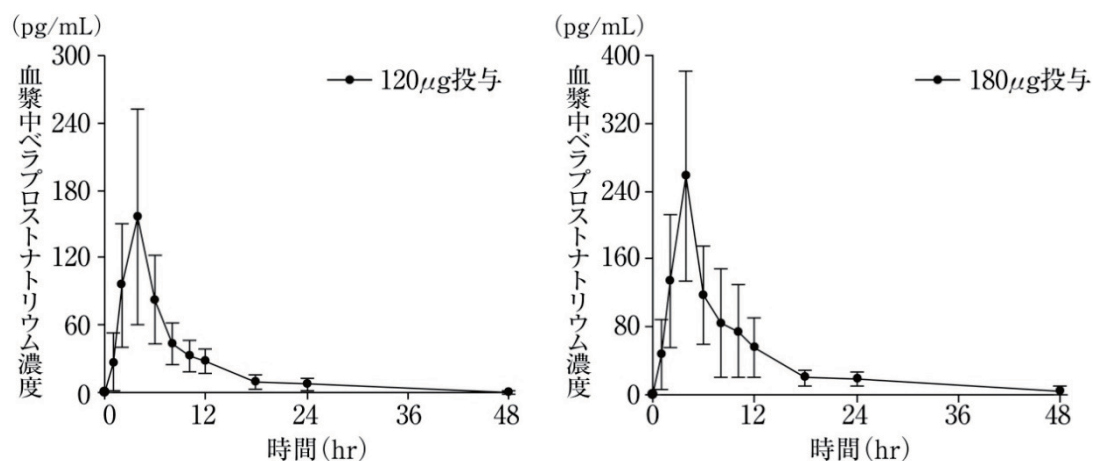 (pg/mL)
300
240
180
120
60
0
血漿中ベラプロストナトリウム濃度
120μg投与
0 12 24 36 48
時間(hr)
(pg/mL)
400
320
240
160
80
0
血漿中ベラプロストナトリウム濃度
180μg投与
0 12 24 36 48
時間(hr)